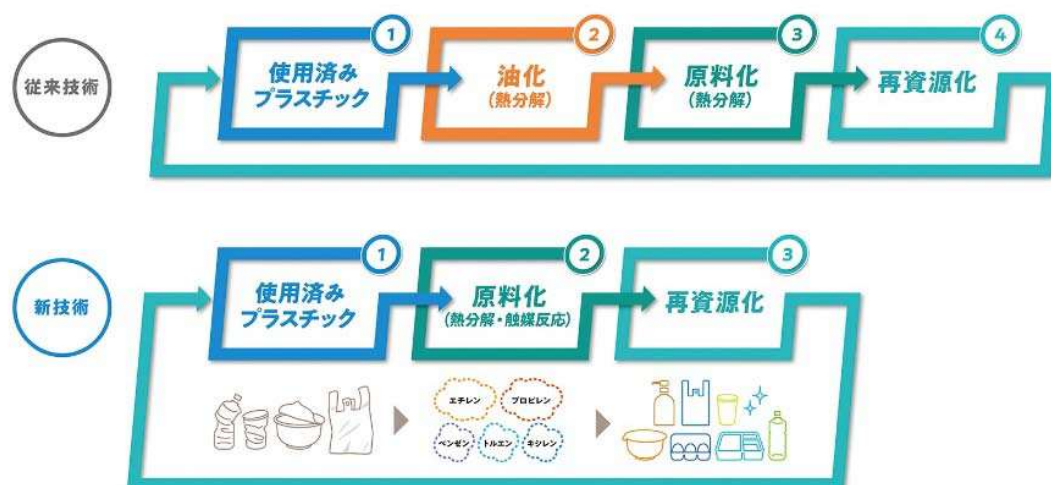 従来技術
1
使用済み
プラスチック
2
油化
(熱分解)
3
原料化
(熱分解)
4
再資源化
新技術
1
使用済み
プラスチック
2
原料化
(熱分解・触媒反応)
3
再資源化
エチレン
プロピレン
ベンゼン
トルエン
キシレン